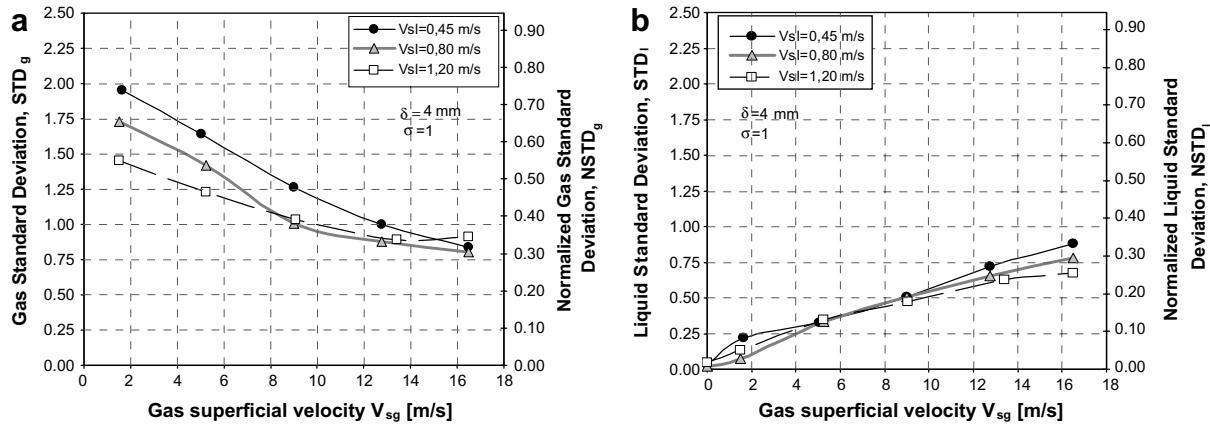 a
2.50
2.25
2.00
1.75
1.50
1.25
1.00
0.75
0.50
0.25
0.00
Gas Standard Deviation, STD g
Vsl=0,45 m/s
Vsl=0,80 m/s
Vsl=1,20 m/s
δ=4 mm
σ=1
0 2 4 6 8 10 12 14 16 18
Gas superficial velocity Vsg [m/s]
0.90
0.80
0.70
0.60
0.50
0.40
0.30
0.20
0.10
0.00
Normalized Gas Standard
Deviation, NSTDg
b
2.50
2.25
2.00
1.75
1.50
1.25
1.00
0.75
0.50
0.25
0.00
Liquid Standard Deviation, STDl
Vsl=0,45 m/s
Vsl=0,80 m/s
Vsl=1,20 m/s
δ=4 mm
σ=1
0 2 4 6 8 10 12 14 16 18
Gas superficial velocity Vsg [m/s]
0.90
0.80
0.70
0.60
0.50
0.40
0.30
0.20
0.10
0.00
Normalized Liquid Standard
Deviation, NSTDl